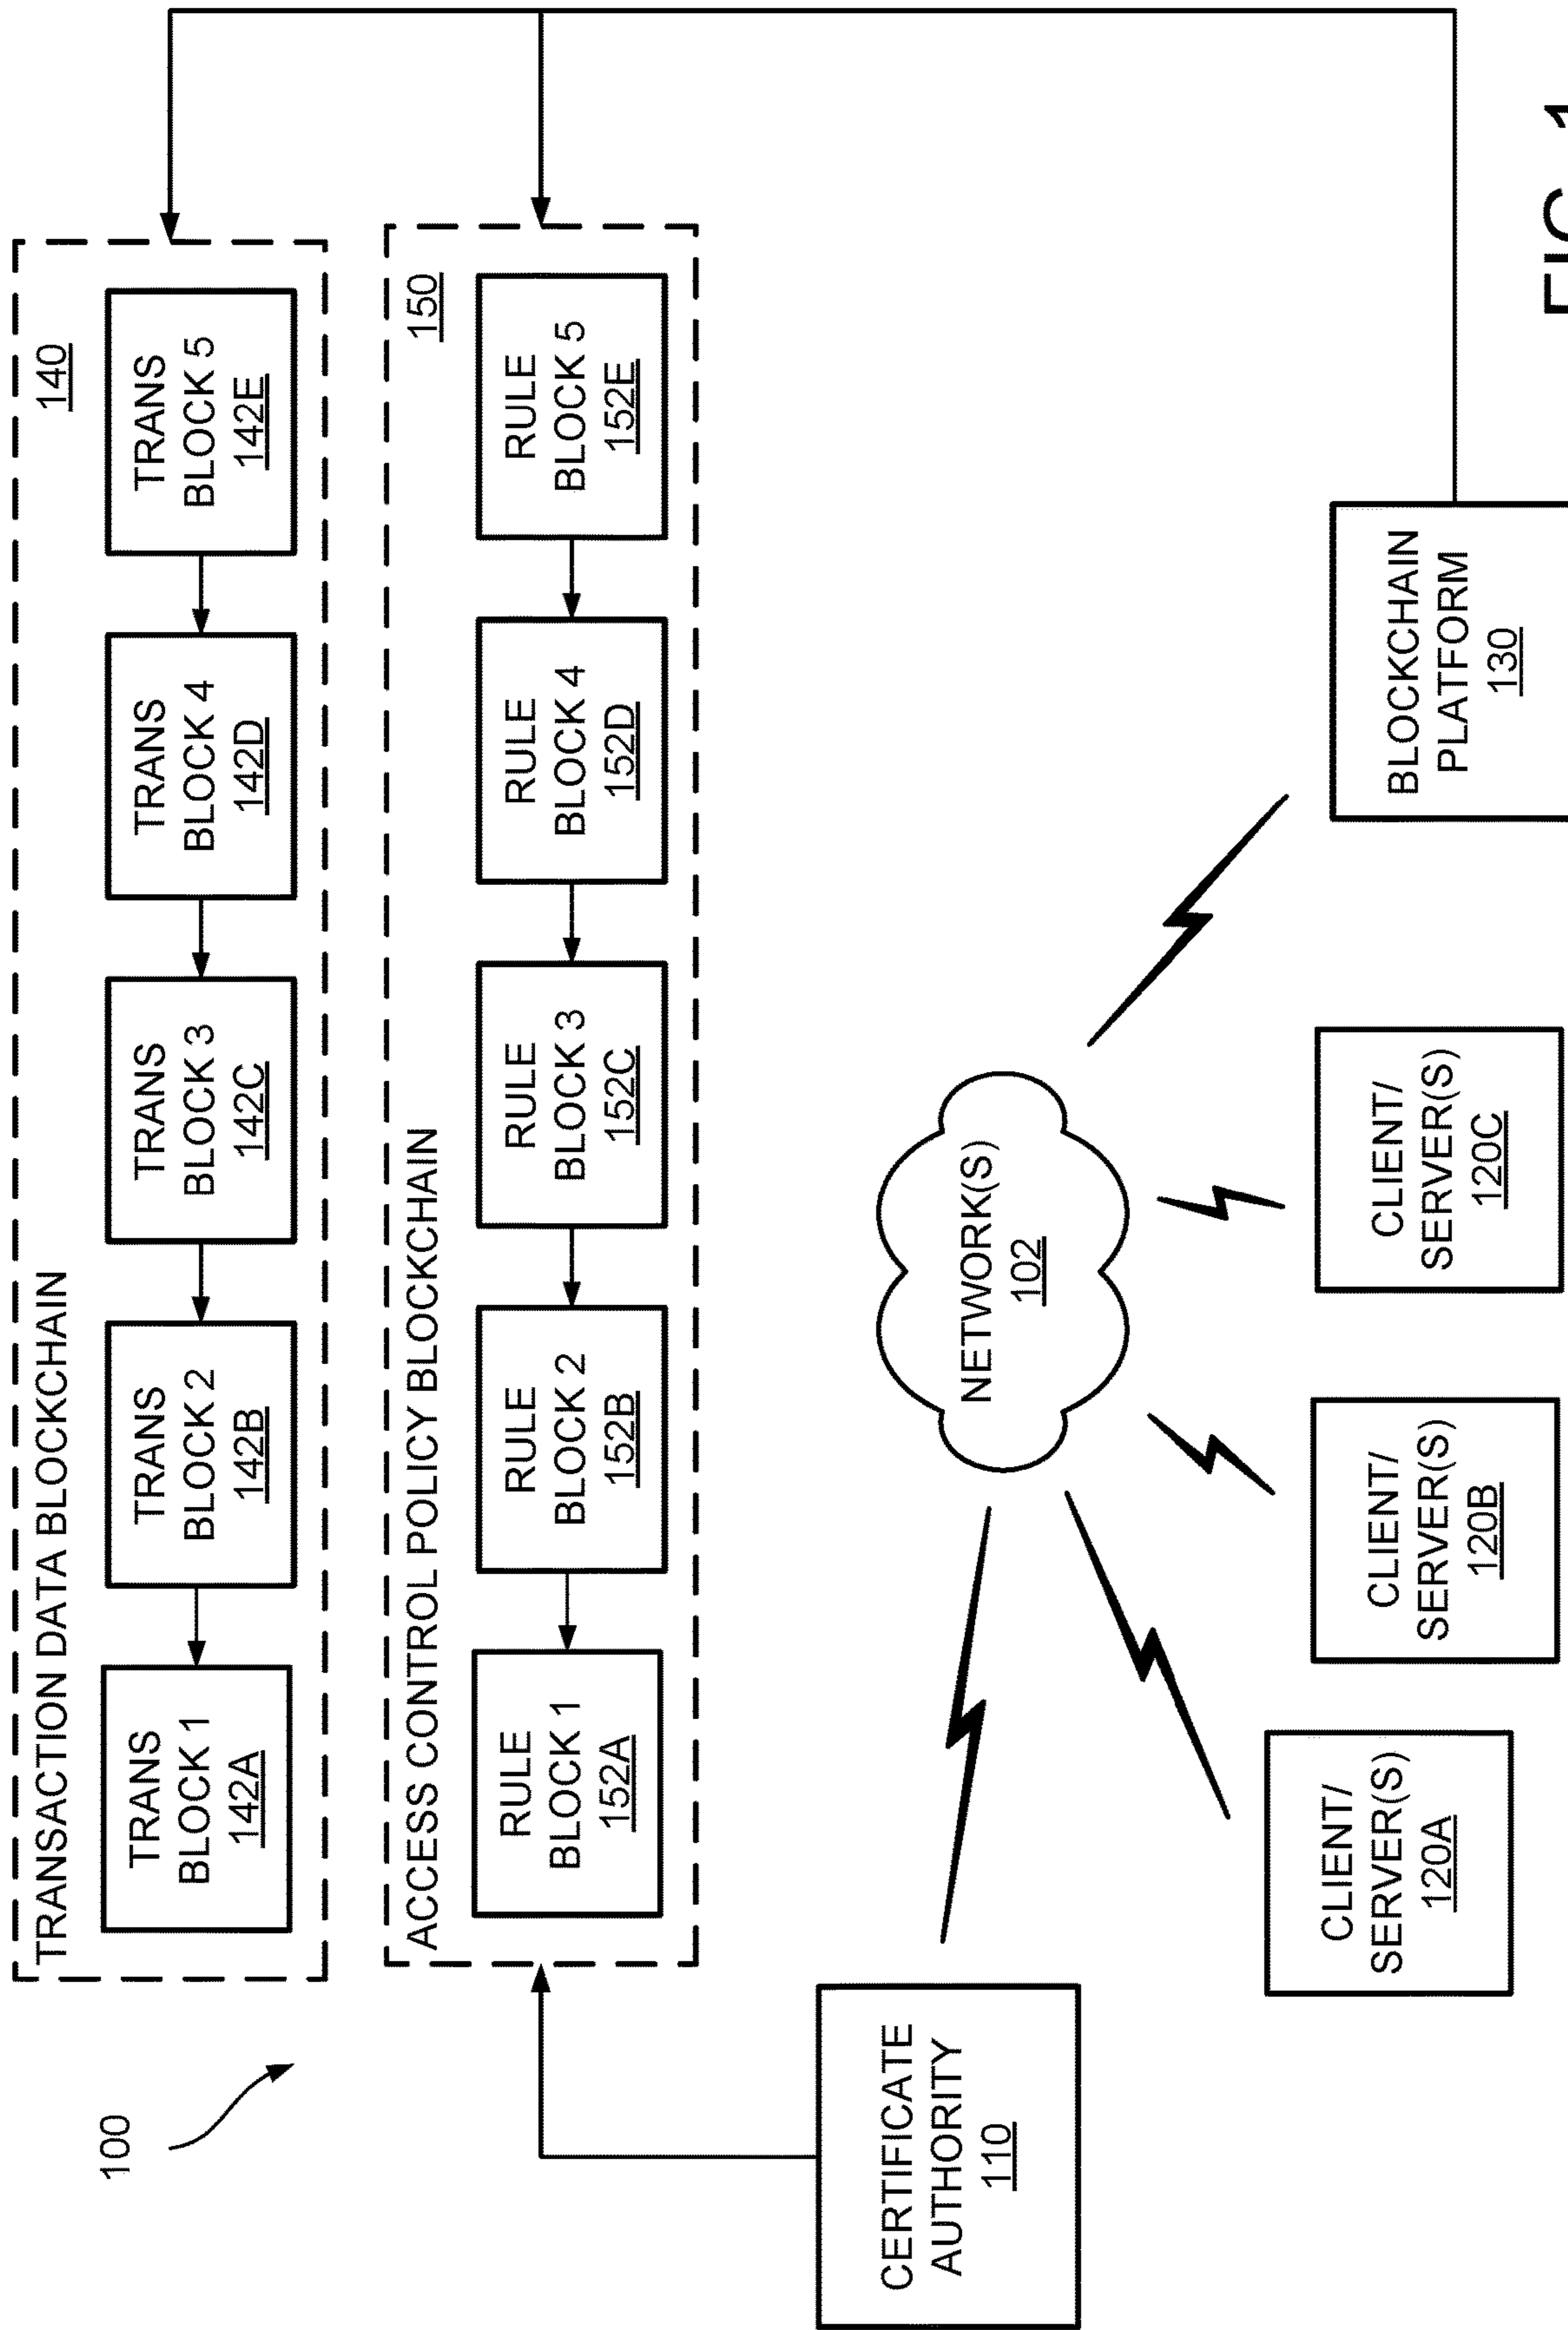 100
TRANSACTION DATA BLOCKCHAIN
140
TRANS
BLOCK 1
142A
TRANS
BLOCK 2
142B
TRANS
BLOCK 3
142C
TRANS
BLOCK 4
142D
TRANS
BLOCK 5
142E
ACCESS CONTROL POLICY BLOCKCHAIN
150
RULE
BLOCK 1
152A
RULE
BLOCK 2
152B
RULE
BLOCK 3
152C
RULE
BLOCK 4
152D
RULE
BLOCK 5
152E
CERTIFICATE
AUTHORITY
110
NETWORK(S)
102
CLIENT/
SERVER(S)
120A
CLIENT/
SERVER(S)
120B
CLIENT/
SERVER(S)
120C
BLOCKCHAIN
PLATFORM
130
FIG. 1